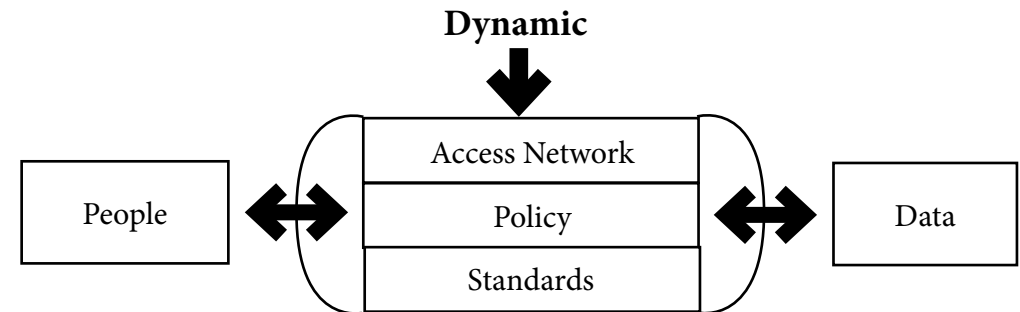 Dynamic
Access Network
People
Policy
Data
Standards